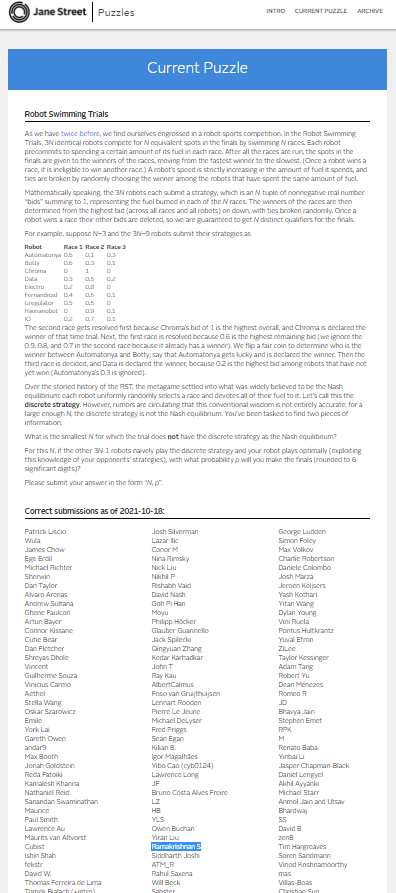 Jane Street | Puzzles
INTRO CURRENT PUZZLE ARCHIVE
Current Puzzle
Robot Swimming Trials
As we have twice before, we find ourselves engrossed in a robot sports competition. In the Robot Swimming
Trials, 3N identical robots compete for N equivalent spots in the finals by swimming N races. Each robot
precommits to spending a certain amount of its fuel in each race. After all the races are run, the spots in
the finals are given to the winners of the races, moving from the fastest winner to the slowest. (Once a robot wins a
race, it is ineligible to win another race.) A robot's speed is strictly increasing in the amount of fuel it spends, and
ties are broken by randomly choosing the winner among the robots that have spent the same amount of fuel.
Mathematically speaking, the 3N robots each submit a strategy, which is an N-tuple of nonnegative real number
"bids" summing to 1, representing the fuel burned in each of the N races. The winners of the races are then
determined from the highest bid (across all races and all robots) on down, with ties broken randomly. Once a
robot wins a race their other bids are deleted, so we are guaranteed to get N distinct qualifiers for the finals.
For example, suppose N=3 and the 3N=9 robots submit their strategies as
Robot Race 1 Race 2 Race 3
Automatonya 0.6 0.1 0.3
Botty 0.6 0.3 0.1
Chroma 0 1 0
Data 0.3 0.5 0.2
Electro 0.2 0.8 0
Fernandroid 0.4 0.5 0.1
Gregulator 0.5 0.5 0
Hannanobot 0 0.9 0.1
IO 0.2 0.7 0.1
The second race gets resolved first because Chroma's bid of 1 is the highest overall, and Chroma is declared the
winner of that time trial. Next, the first race is resolved because 0.6 is the highest remaining bid (we ignore the
0.9, 0.8, and 0.7 in the second race because it already has a winner). We flip a fair coin to determine who is the
winner between Automatonya and Botty; say that Automatonya gets lucky and is declared the winner. Then the
third race is decided, and Data is declared the winner, because 0.2 is the highest bid among robots that have not
yet won (Automatonya's 0.3 is ignored).
Over the storied history of the RST, the metagame settled into what was widely believed to be the Nash
equilibrium: each robot uniformly randomly selects a race and devotes all of their fuel to it. Let's call this the
discrete strategy. However, rumors are circulating that this conventional wisdom is not entirely accurate: for a
large enough N, the discrete strategy is not the Nash equilibrium. You've been tasked to find two pieces of
information:
What is the smallest N for which the trial does not have the discrete strategy as the Nash equilibrium?
For this N, if the other 3N-1 robots naively play the discrete strategy and your robot plays optimally (exploiting
this knowledge of your opponents' strategies), with what probability p will you make the finals (rounded to 6
significant digits)?
Please submit your answer in the form "N, p".
Correct submissions as of 2021-10-18:
Patrick Liscio Josh Silverman George Ludden
Wula Lazar Ilic Simon Foley
James Chow Conor M Max Volkov
Ege Erdil Nina Rimsky Charlie Robertson
Michael Richter Nick Liu Daniele Colombo
Sherwin Nikhil P Josh Marza
Dan Taylor Rishabh Vaid Jeroen Keijsers
Alvaro Arenas David Nash Yash Kothari
Andrew Sultana Goh Pi Han Yitian Wang
Ghene Faulcon Moyu Dylan Young
Artun Bayer Philipp Höcker Vini Ruela
Connor Kissane Glauber Guarinello Pontus Hultkrantz
Cutie Bear Jack Spilecki Yuval Efron
Dan Fletcher Qingyuan Zhang ZiLee
Shreyas Dhole Kedar Karhadkar Taylor Kessinger
Vincent John T Adam Tang
Guilherme Souza Ray Kau Robert Yu
Vinicius Carmo AlbertCalmus Dean Menezes
Aethel Friso van Gruijthuijsen Romeo R
Stella Wang Lennart Rooden JD
Oskar Szarowicz Pierre Le Jeune Bhavya Jain
Emile Michael DeLyser Stephen Emet
York Lai Fred Priggs RPK
Gareth Owen Sean Egan M
andar9 Kilian B. Renato Baba
Max Booth Igor Magalhães Yinbai Li
Jonah Goldstein Yibo Cao (cyb0124) Jasper Chapman-Black
Reda Fatoiki Lawrence Long Daniel Lengyel
Kamalesh Khanna JF Akhil Ayyanki
Nathaniel Reid Bruno Costa Alves Freire Michael Starr
Sanandan Swaminathan LZ Anmol Jain and Utsav
Maurice HB Bhardwaj
Paul Smith YLS SS
Lawrence Au Owen Buchan David B
Maurits van Altvorst Yiran Liu zenB
Cubist Ramakrishnan S Tim Hargreaves
Ishin Shah Siddharth Joshi Soren Sandmann
fekstr ATM_R Vinod Krishnamoorthy
David W. Rahul Saxena mas
Thomas Ferreira de Lima Will Beck Villas-Boas